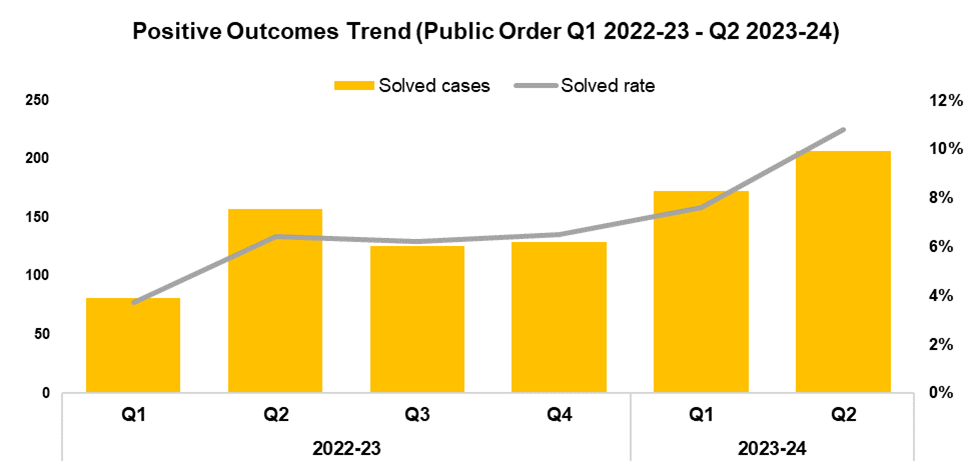 Positive Outcomes Trend (Public Order Q1 2022-23 - Q2 2023-24)
Solved cases Solved rate
250 12%
200 10%
150 8%
100 6%
50 4%
0 2%
0%
Q1 Q2 Q3 Q4 Q1 Q2
2022-23 2023-24